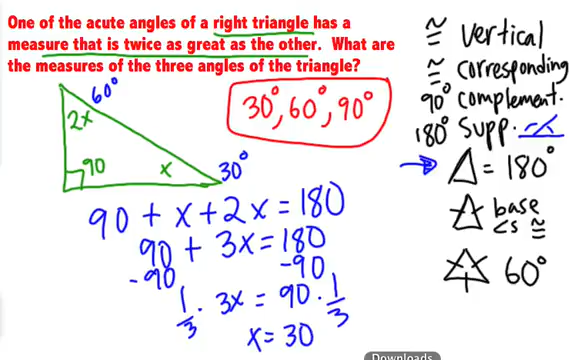 One of the acute angles of a right triangle has a
measure that is twice as great as the other. What are
the measures of the three angles of the triangle?
60°
2x
90
x
30°
30°, 60°, 90°
90 + x + 2x = 180
90 + 3x = 180
-90 -90
1/3 · 3x = 90 · 1/3
x = 30
≅ vertical
≅ corresponding
90° complement.
180° Supp.
△ = 180°
base
<s ≅
60°
Downloads